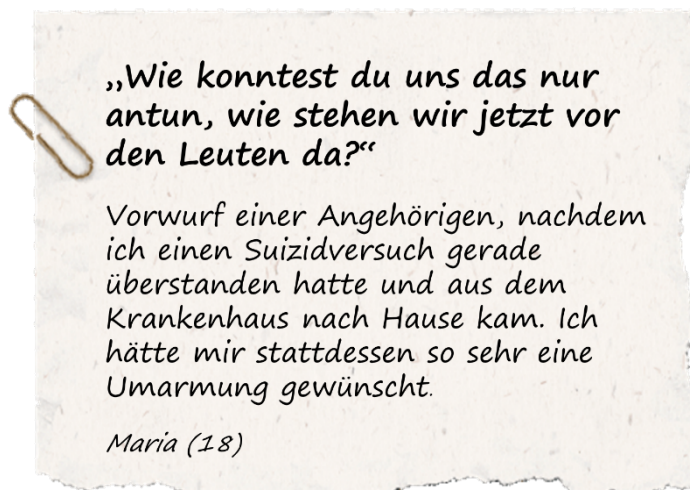 „Wie konntest du uns das nur
antun, wie stehen wir jetzt vor
den Leuten da?“
Vorwurf einer Angehörigen, nachdem
ich einen Suizidversuch gerade
überstanden hatte und aus dem
Krankenhaus nach Hause kam. Ich
hätte mir stattdessen so sehr eine
Umarmung gewünscht.
Maria (18)